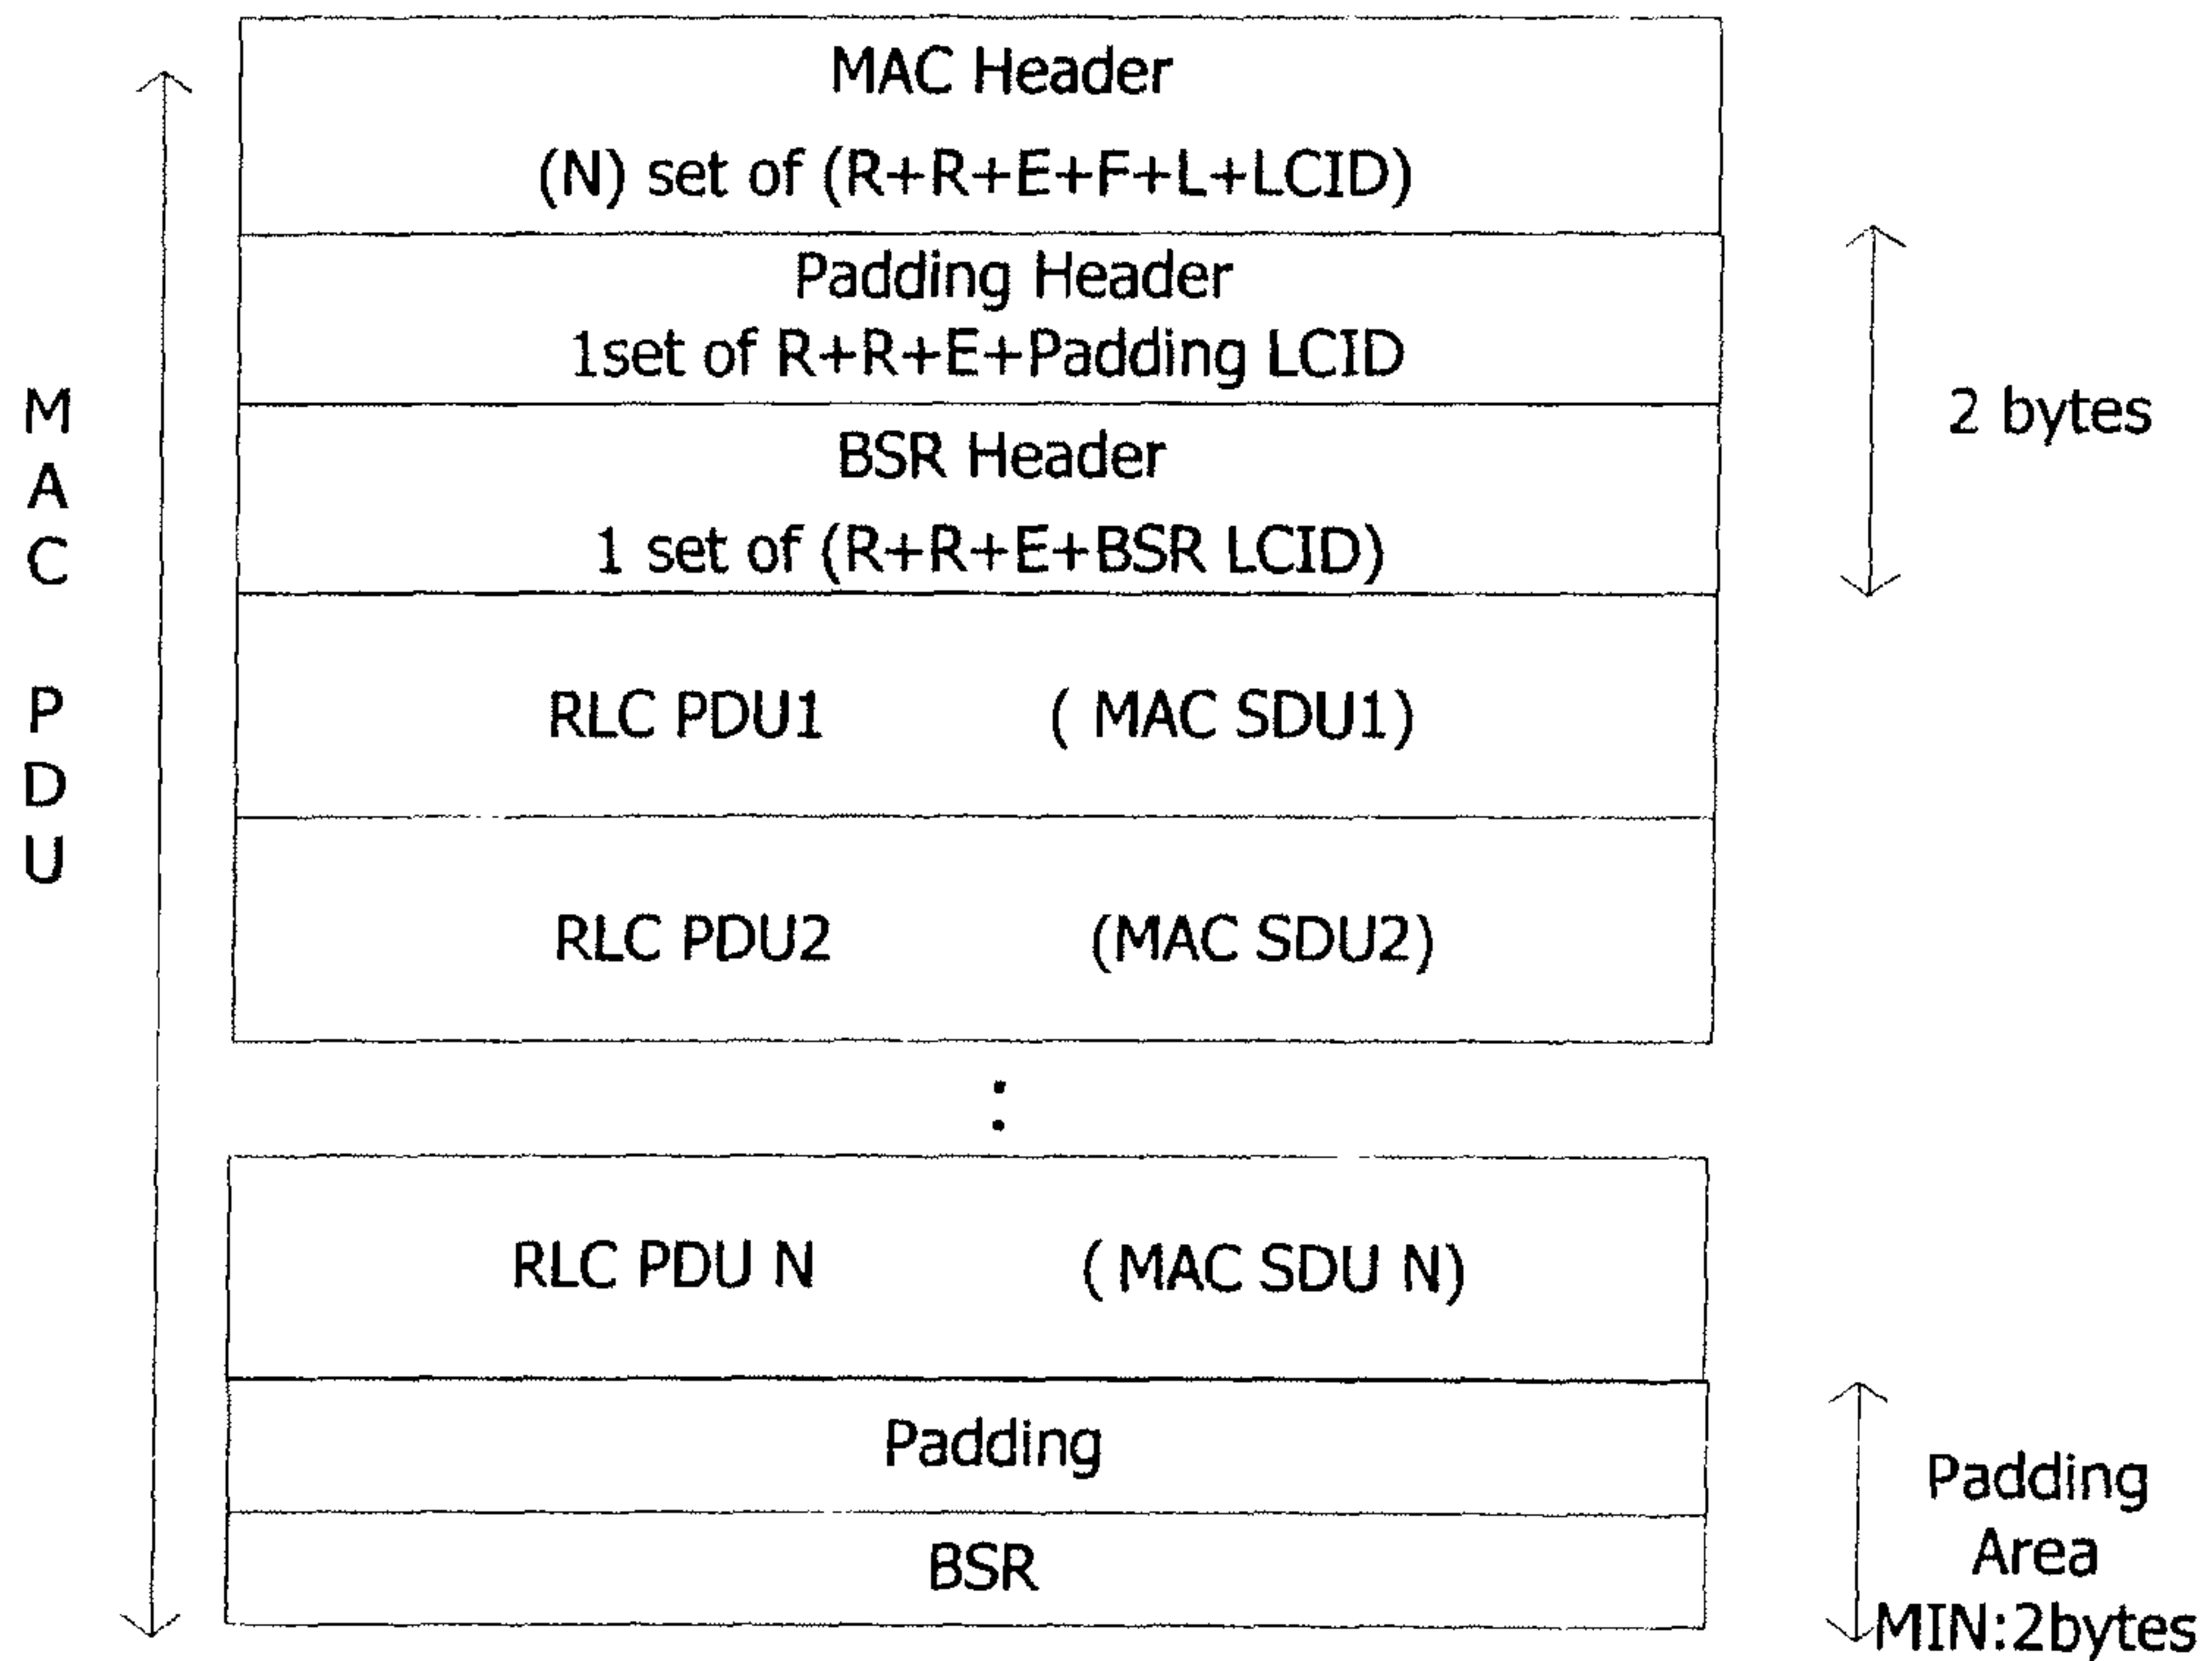 MAC Header
(N) set of (R+R+E+F+L+LCID)
Padding Header
1set of R+R+E+Padding LCID
BSR Header
1 set of (R+R+E+BSR LCID)
2 bytes
MAC PDU
RLC PDU1 ( MAC SDU1)
RLC PDU2 (MAC SDU2)
:
RLC PDU N ( MAC SDU N)
Padding
BSR
Padding
Area
MIN:2bytes